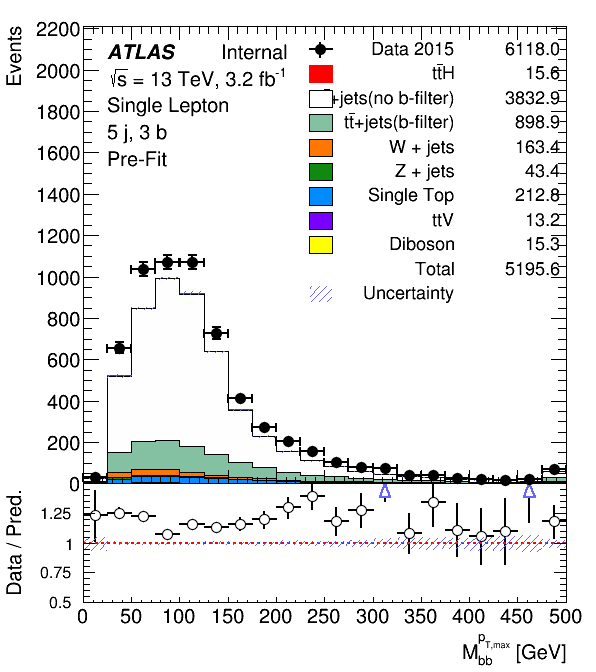 Events
2200
2000
1800
1600
1400
1200
1000
800
600
400
200
0
ATLAS Internal
√s = 13 TeV, 3.2 fb⁻¹
Single Lepton
5 j, 3 b
Pre-Fit
Data 2015 6118.0
tt̄H 15.6
+jets(no b-filter) 3832.9
tt̄+jets(b-filter) 898.9
W + jets 163.4
Z + jets 43.4
Single Top 212.8
ttV 13.2
Diboson 15.3
Total 5195.6
Uncertainty
Data / Pred.
1.25
1
0.75
0.5
0 50 100 150 200 250 300 350 400 450 500
M_bb^{p_{T,max}} [GeV]